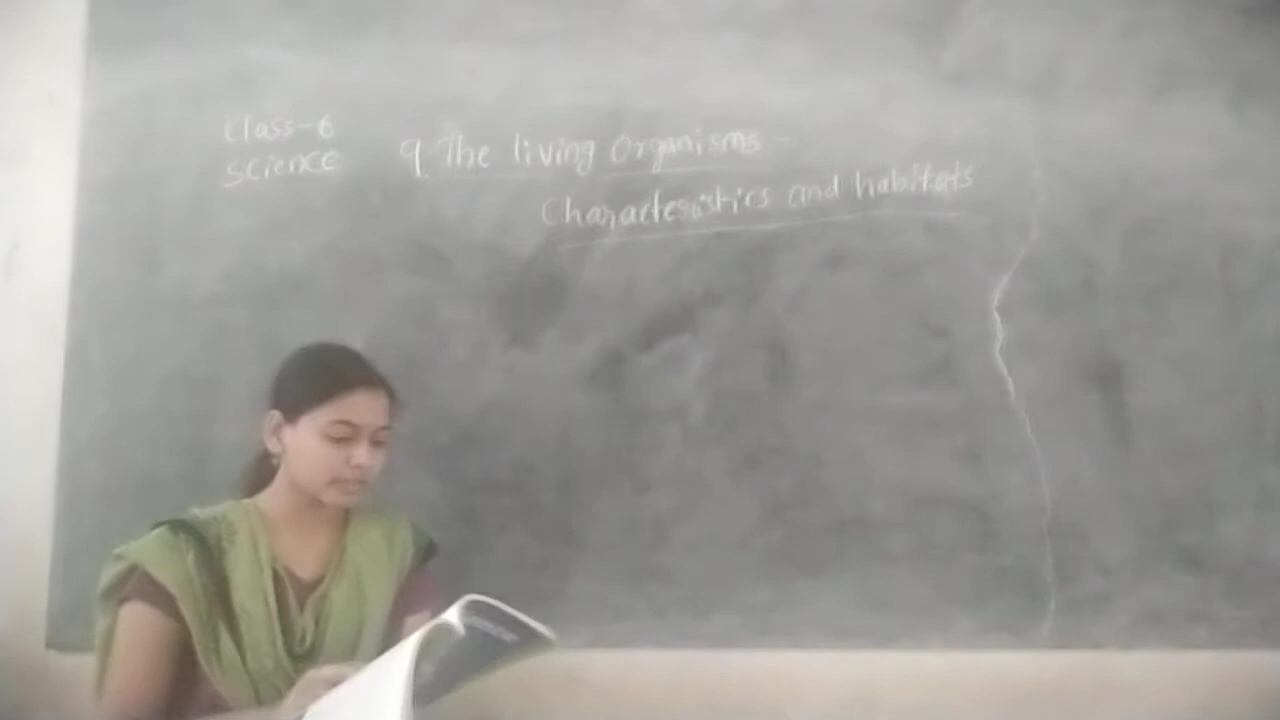 Class-6
Science
9 The living Organisms -
Characteristics and habitats